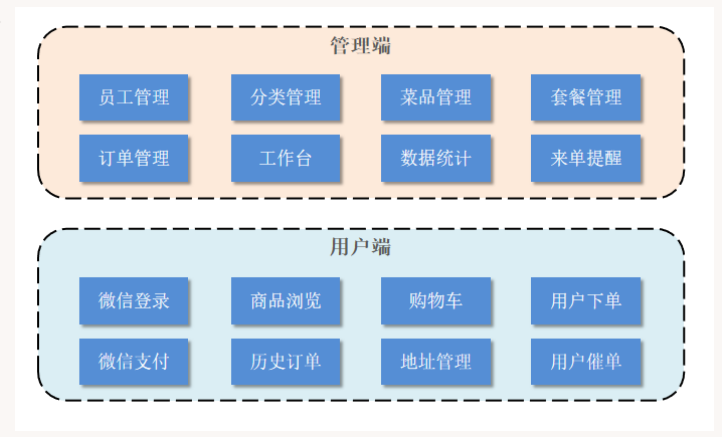 管理端
员工管理 分类管理 菜品管理 套餐管理
订单管理 工作台 数据统计 来单提醒
用户端
微信登录 商品浏览 购物车 用户下单
微信支付 历史订单 地址管理 用户催单